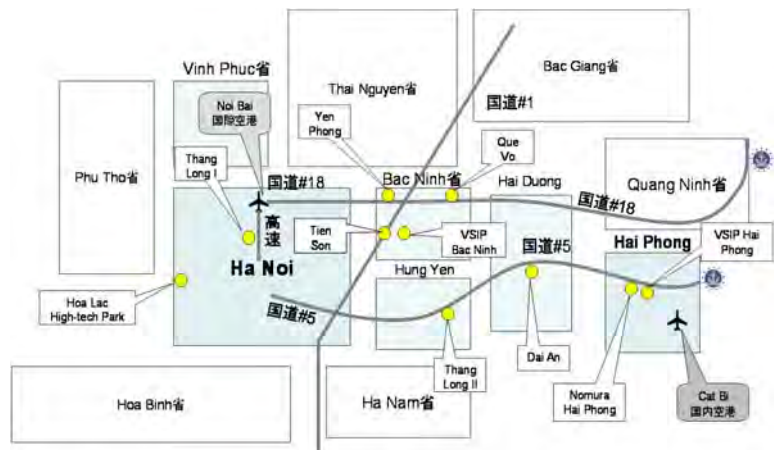 Vinh Phuc省
Noi Bai
国際空港
Thai Nguyen省
Bac Giang省
国道#1
Yen
Phong
Que
Vo
Phu Tho省
Thang
Long I
国道#18
Bac Ninh省
Hai Duong
国道#18
Quang Ninh省
高速
Ha Noi
Tien
Son
VSIP
Bac Ninh
国道#5
Hai Phong
VSIP Hai
Phong
Hung Yen
Hoa Lac
High-tech Park
国道#5
Thang
Long II
Dai An
Nomura
Hai Phong
Cat Bi
国内空港
Hoa Binh省
Ha Nam省